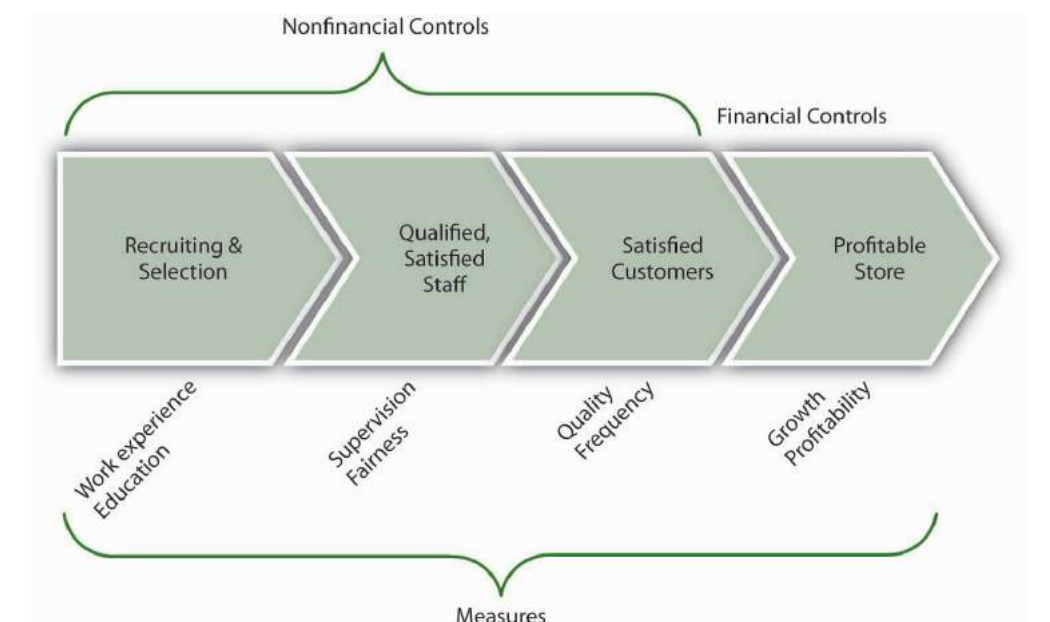 Nonfinancial Controls
Financial Controls
Recruiting &
Selection
Qualified,
Satisfied
Staff
Satisfied
Customers
Profitable
Store
Work experience
Education
Supervision
Fairness
Quality
Frequency
Growth
Profitability
Measures